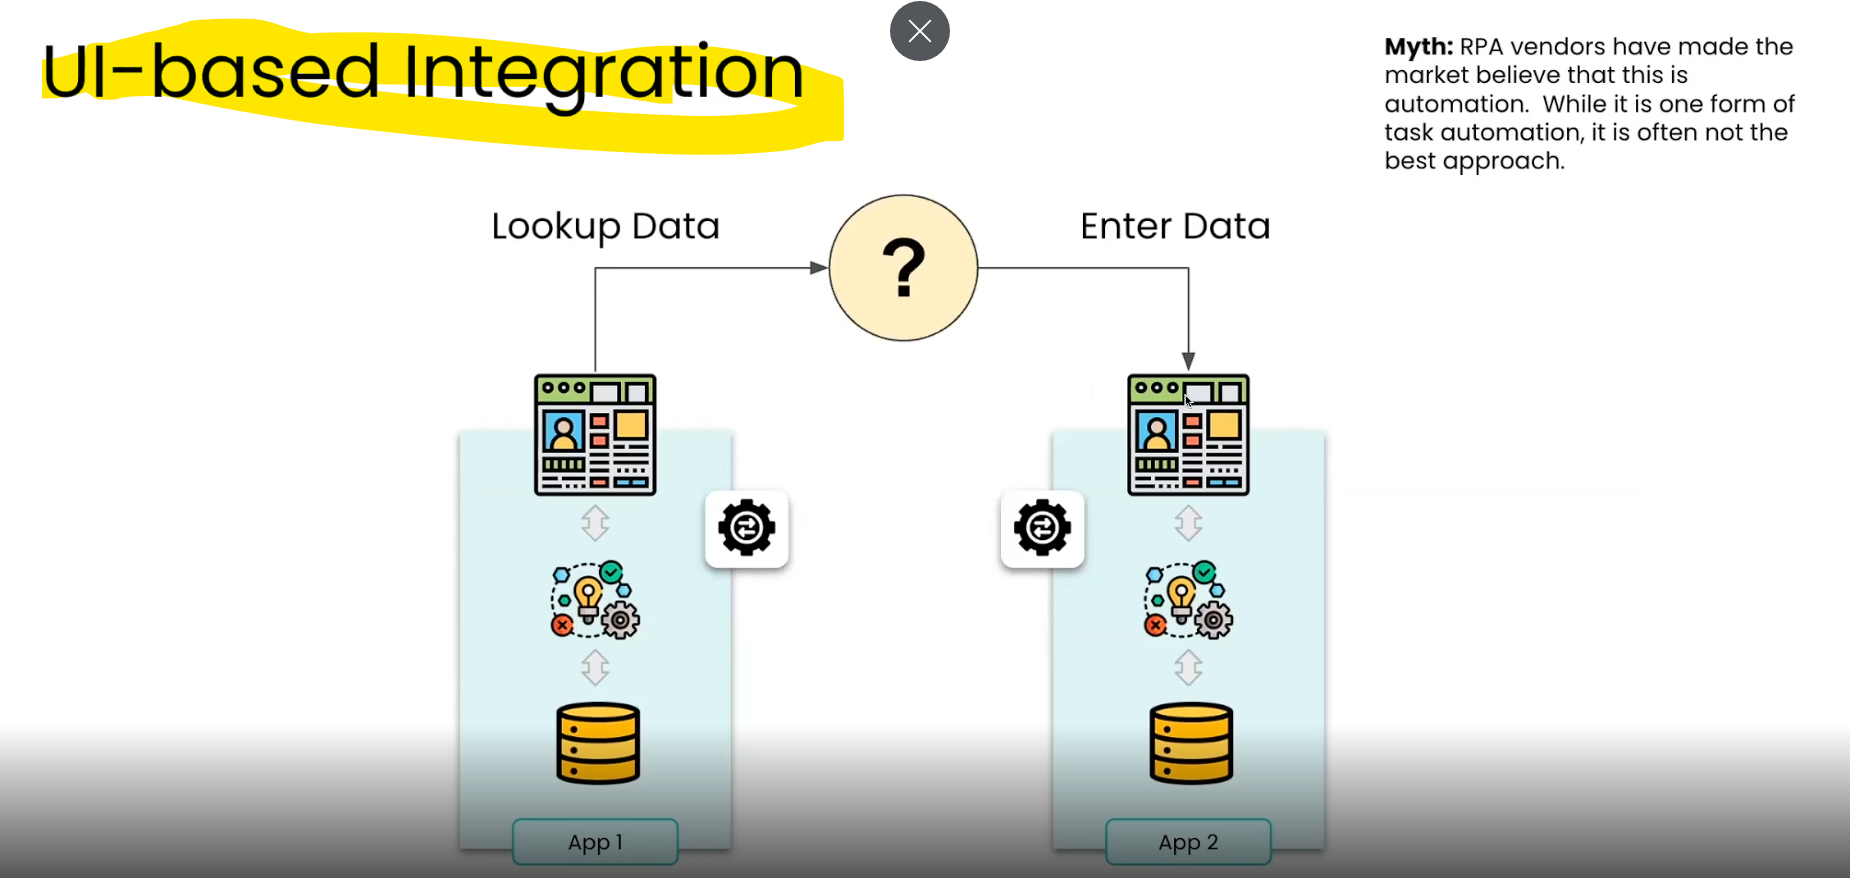 UI-based Integration
Myth: RPA vendors have made the
market believe that this is
automation.  While it is one form of
task automation, it is often not the
best approach.
Lookup Data
?
Enter Data
App 1
App 2